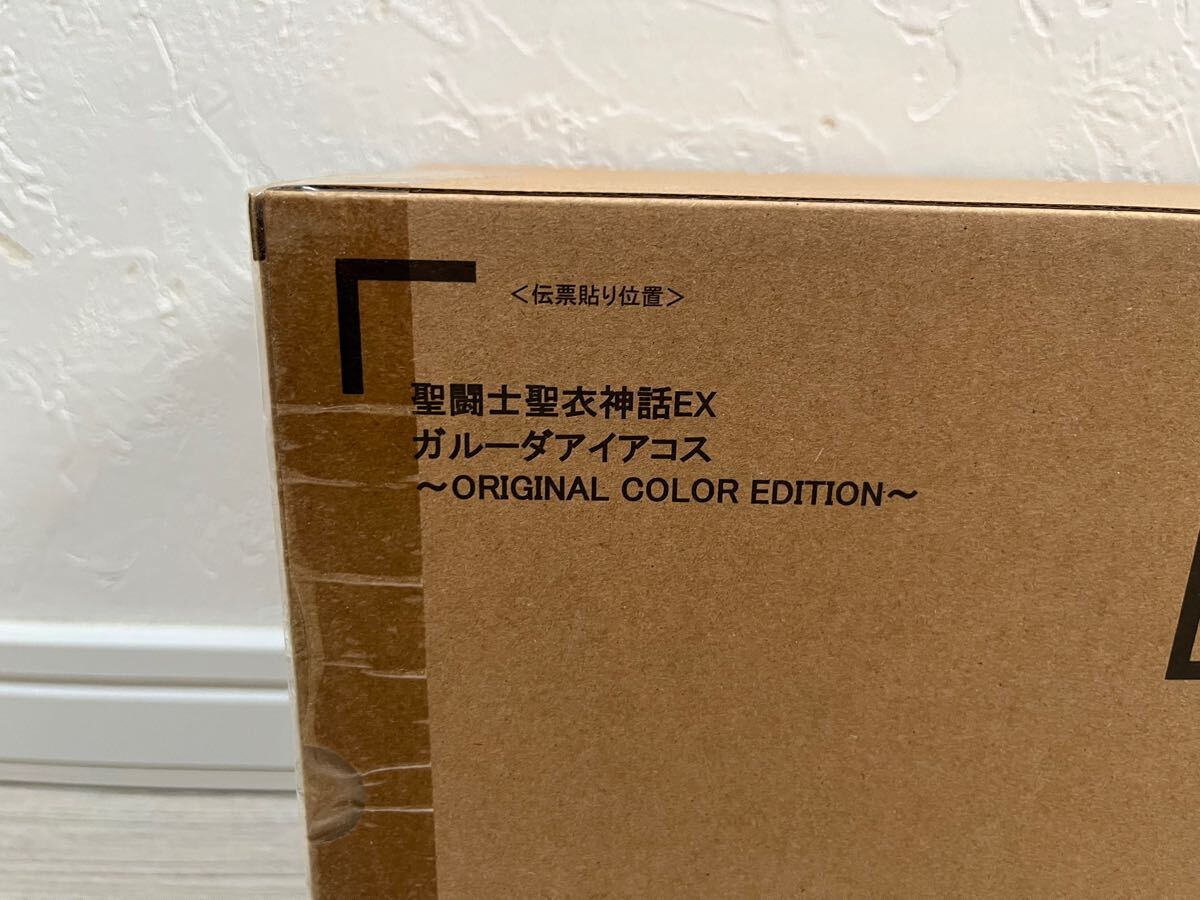 ＜伝票貼り位置＞
聖闘士聖衣神話EX
ガルーダアイアコス
～ORIGINAL COLOR EDITION～